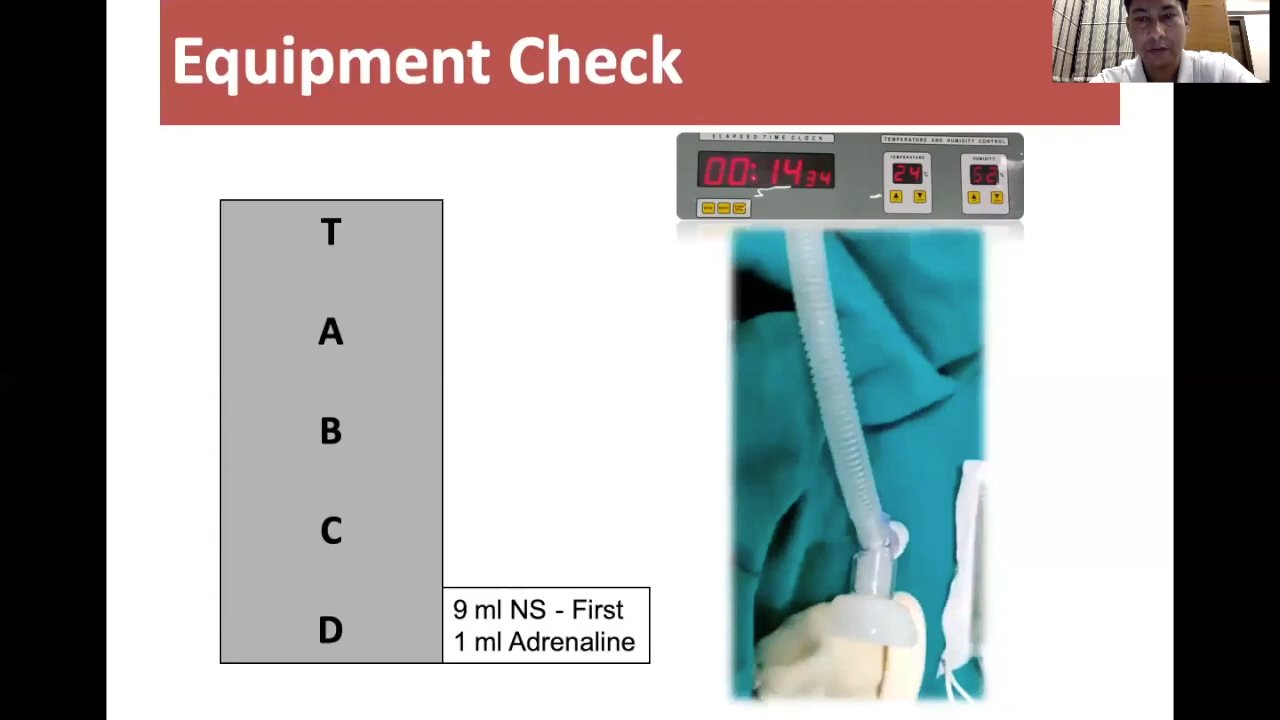 Equipment Check
ELAPSED TIME CLOCK
TEMPERATURE AND HUMIDITY CONTROL
00:14 34
TEMPERATURE
24 °C
HUMIDITY
52 %
T
A
B
C
D
9 ml NS - First
1 ml Adrenaline